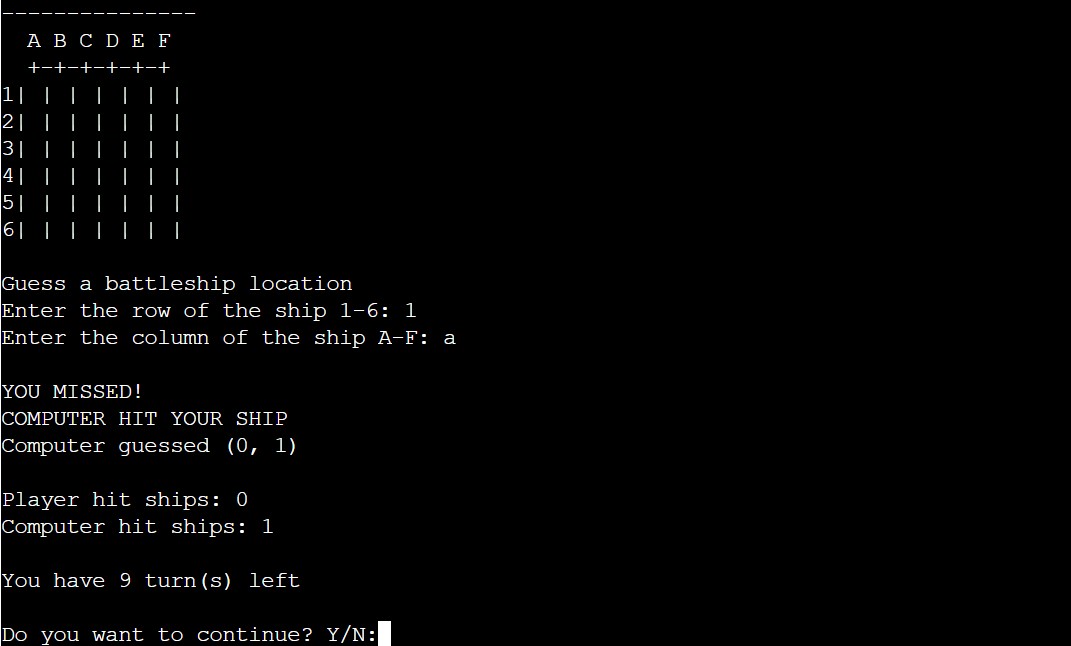 ---------------
  A B C D E F
  +-+-+-+-+-+
1| | | | | | |
2| | | | | | |
3| | | | | | |
4| | | | | | |
5| | | | | | |
6| | | | | | |
Guess a battleship location
Enter the row of the ship 1-6: 1
Enter the column of the ship A-F: a
YOU MISSED!
COMPUTER HIT YOUR SHIP
Computer guessed (0, 1)
Player hit ships: 0
Computer hit ships: 1
You have 9 turn(s) left
Do you want to continue? Y/N: